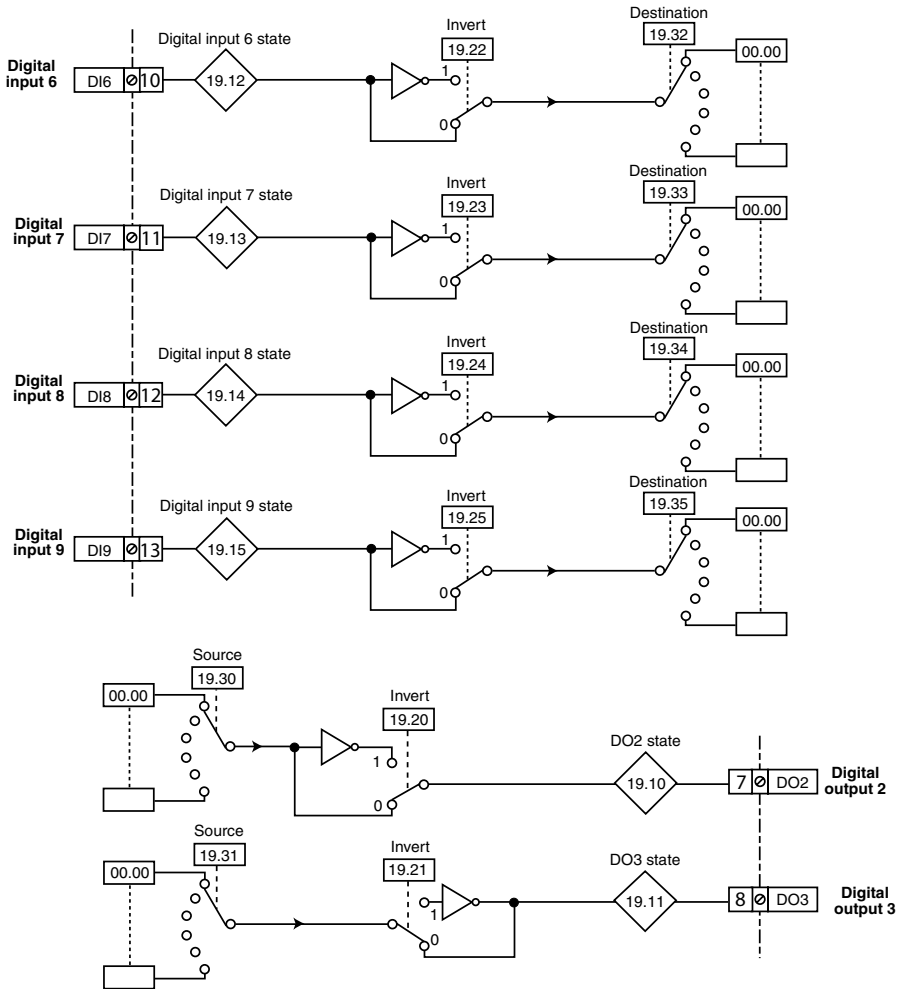 Digital
input 6
DI6
10
Digital input 6 state
19.12
Invert
19.22
1
0
Destination
19.32
00.00
Digital
input 7
DI7
11
Digital input 7 state
19.13
Invert
19.23
1
0
Destination
19.33
00.00
Digital
input 8
DI8
12
Digital input 8 state
19.14
Invert
19.24
1
0
Destination
19.34
00.00
Digital
input 9
DI9
13
Digital input 9 state
19.15
Invert
19.25
1
0
Destination
19.35
00.00
00.00
Source
19.30
Invert
19.20
1
0
DO2 state
19.10
7
DO2
Digital
output 2
00.00
Source
19.31
Invert
19.21
1
0
DO3 state
19.11
8
DO3
Digital
output 3